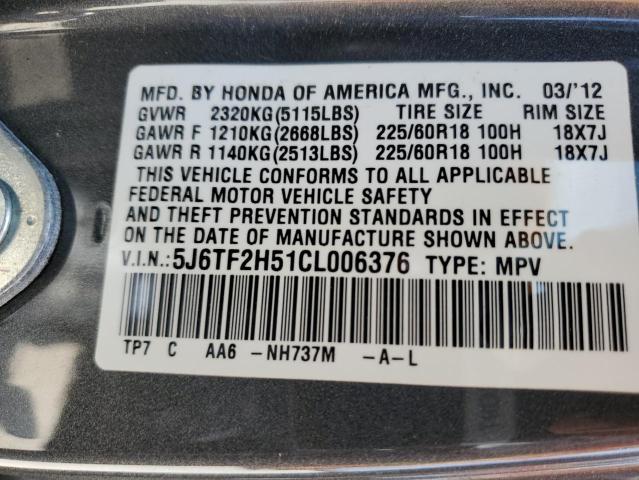 MFD. BY HONDA OF AMERICA MFG., INC. 03/'12
GVWR 2320KG(5115LBS) TIRE SIZE RIM SIZE
GAWR F 1210KG(2668LBS) 225/60R18 100H 18X7J
GAWR R 1140KG(2513LBS) 225/60R18 100H 18X7J
THIS VEHICLE CONFORMS TO ALL APPLICABLE
FEDERAL MOTOR VEHICLE SAFETY
AND THEFT PREVENTION STANDARDS IN EFFECT
ON THE DATE OF MANUFACTURE SHOWN ABOVE.
V.I.N.:5J6TF2H51CL006376 TYPE: MPV
TP7 C AA6 -NH737M -A-L